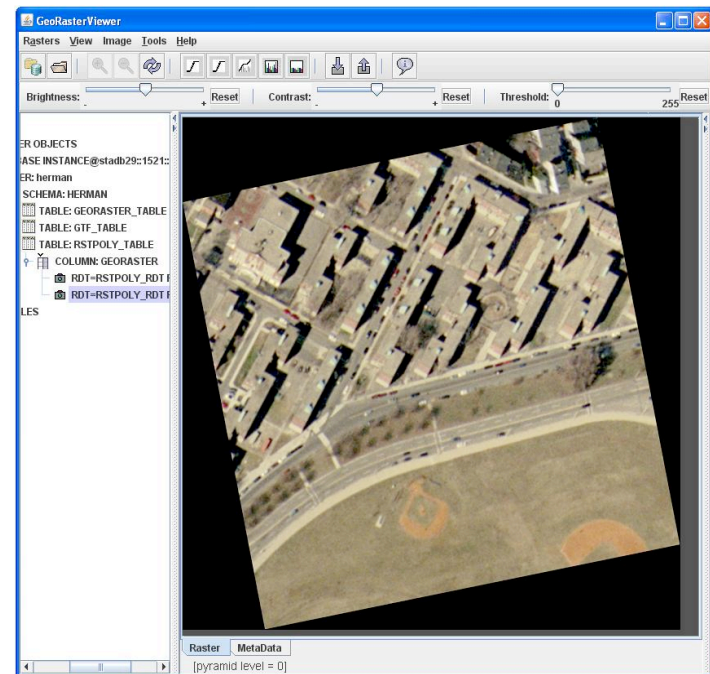 GeoRasterViewer
Rasters View Image Tools Help
Brightness: - + Reset Contrast: - + Reset Threshold: 0 255 Reset
ER OBJECTS
ASE INSTANCE@stadb29::1521::
ER: herman
SCHEMA: HERMAN
TABLE: GEORASTER_TABLE
TABLE: GTF_TABLE
TABLE: RSTPOLY_TABLE
COLUMN: GEORASTER
RDT=RSTPOLY_RDT R
RDT=RSTPOLY_RDT R
LES
Raster MetaData
[pyramid level = 0]